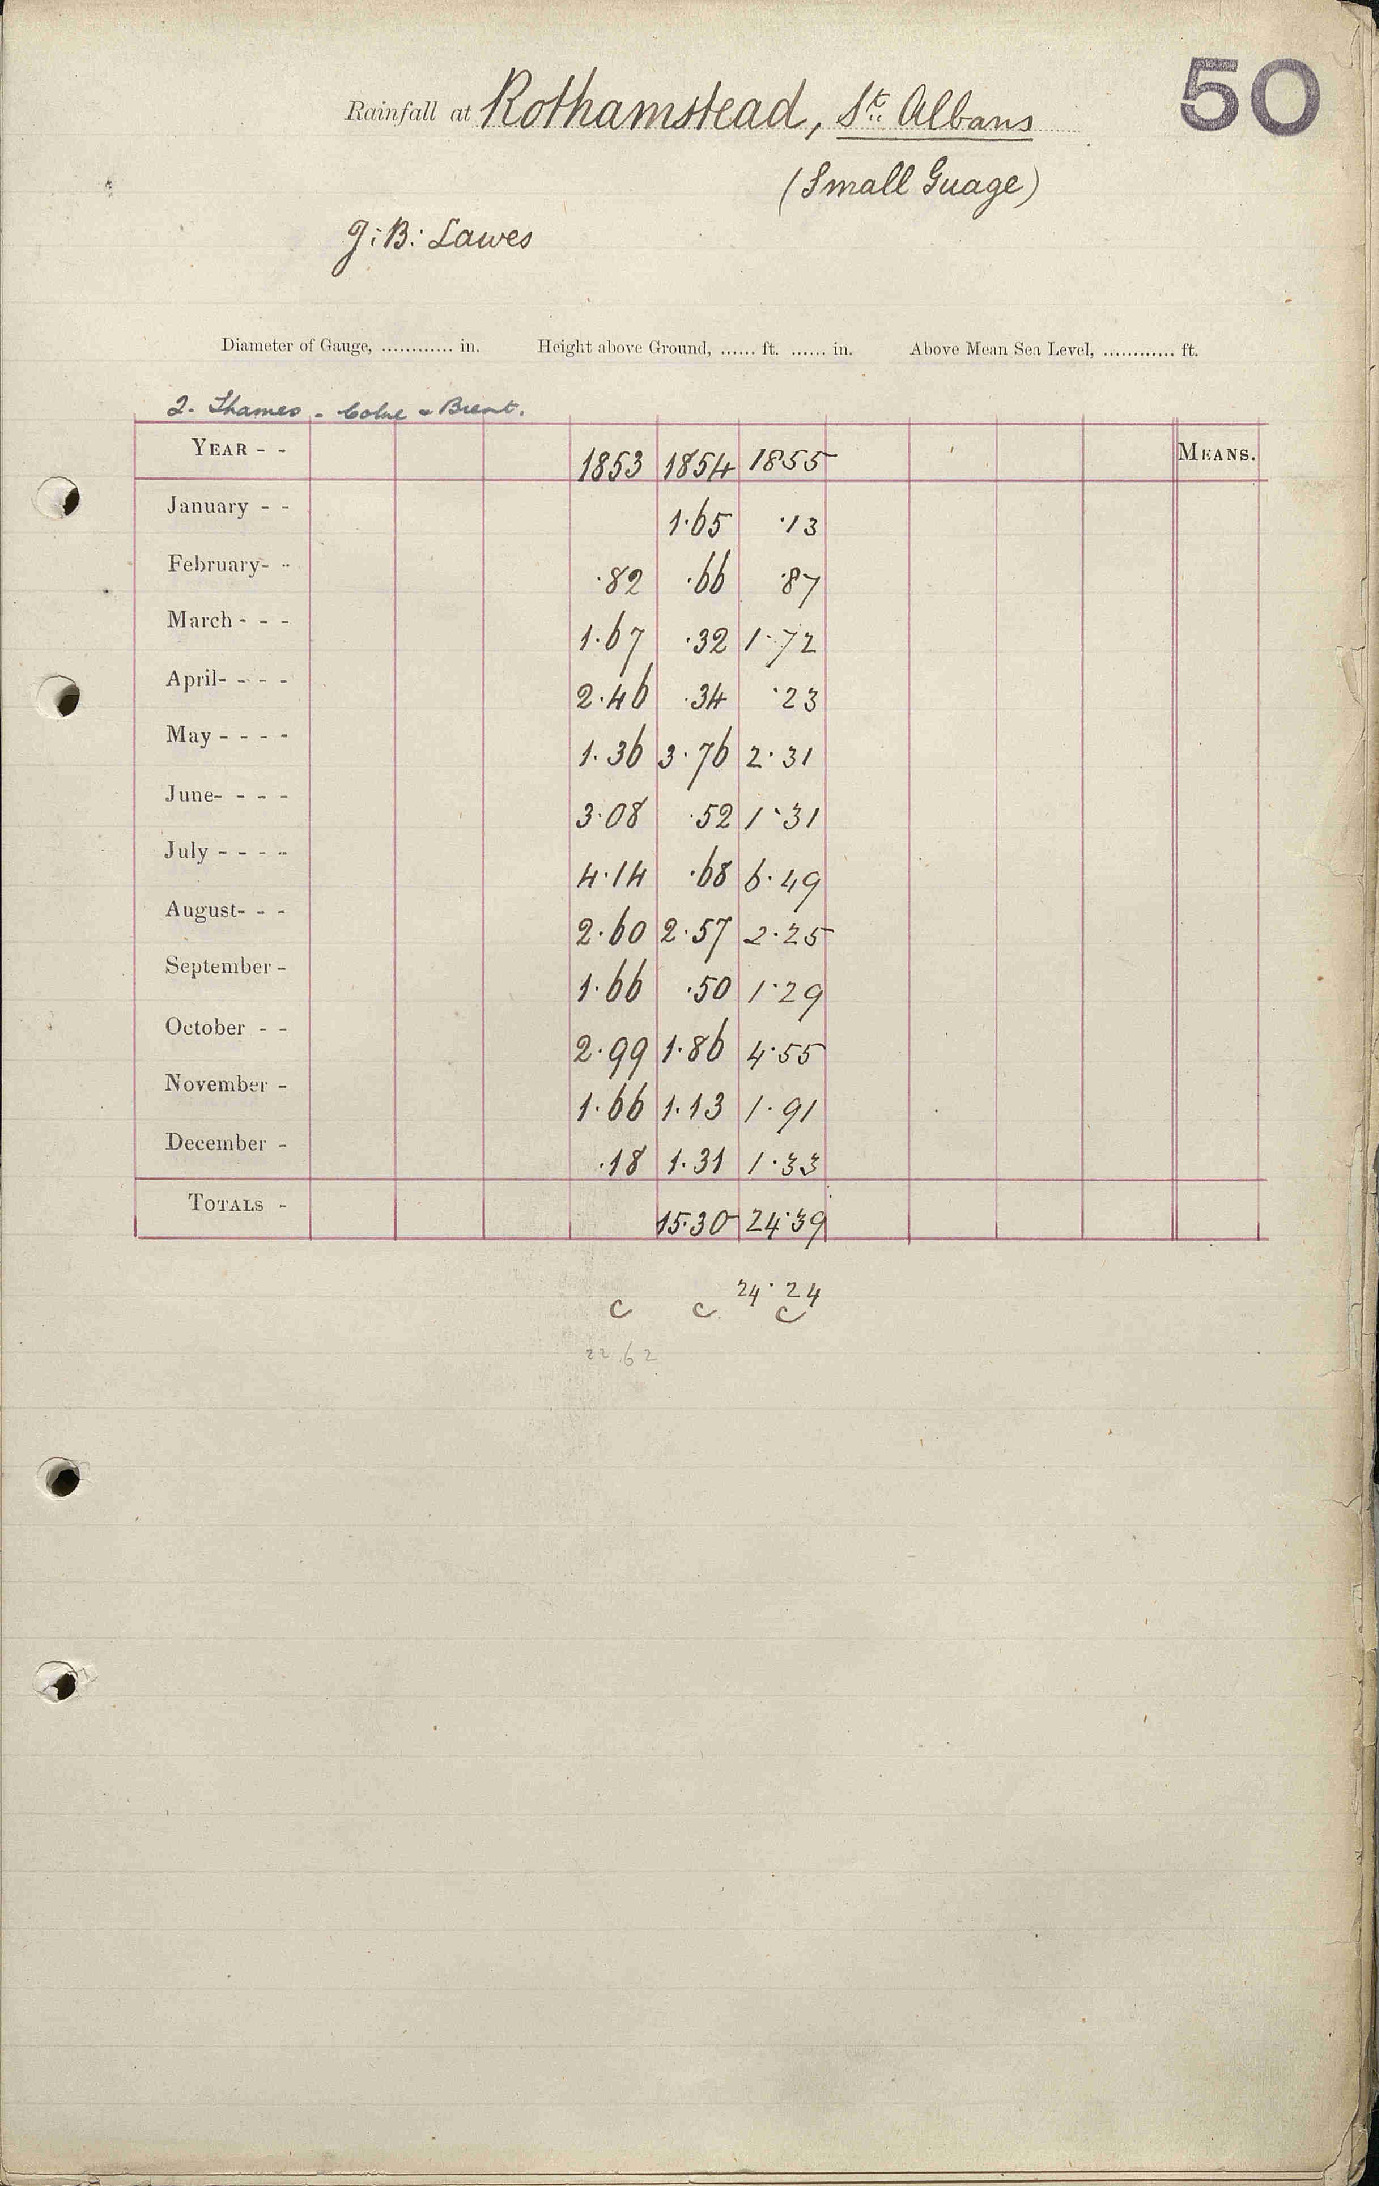 50
Rainfall at Rothamstead, St. Albans
(Small Guage)
J: B: Lawes
Diameter of Gauge, ............ in. Height above Ground, ...... ft. ...... in. Above Mean Sea Level, ............ ft.
2. Thames - Colne & Brent.
YEAR - - 1853 1854 1855 MEANS.
January - - 1.65 .13
February- - .82 .66 .87
March - - - 1.67 .32 1.72
April- - - - 2.46 .34 .23
May - - - - 1.36 3.76 2.31
June- - - - 3.08 .52 1.31
July - - - - 4.14 .68 6.49
August- - - 2.60 2.57 2.25
September - 1.66 .50 1.29
October - - 2.99 1.86 4.55
November - 1.66 1.13 1.91
December - .18 1.31 1.33
TOTALS - 15.30 24.39
24.24
c c c
22.62